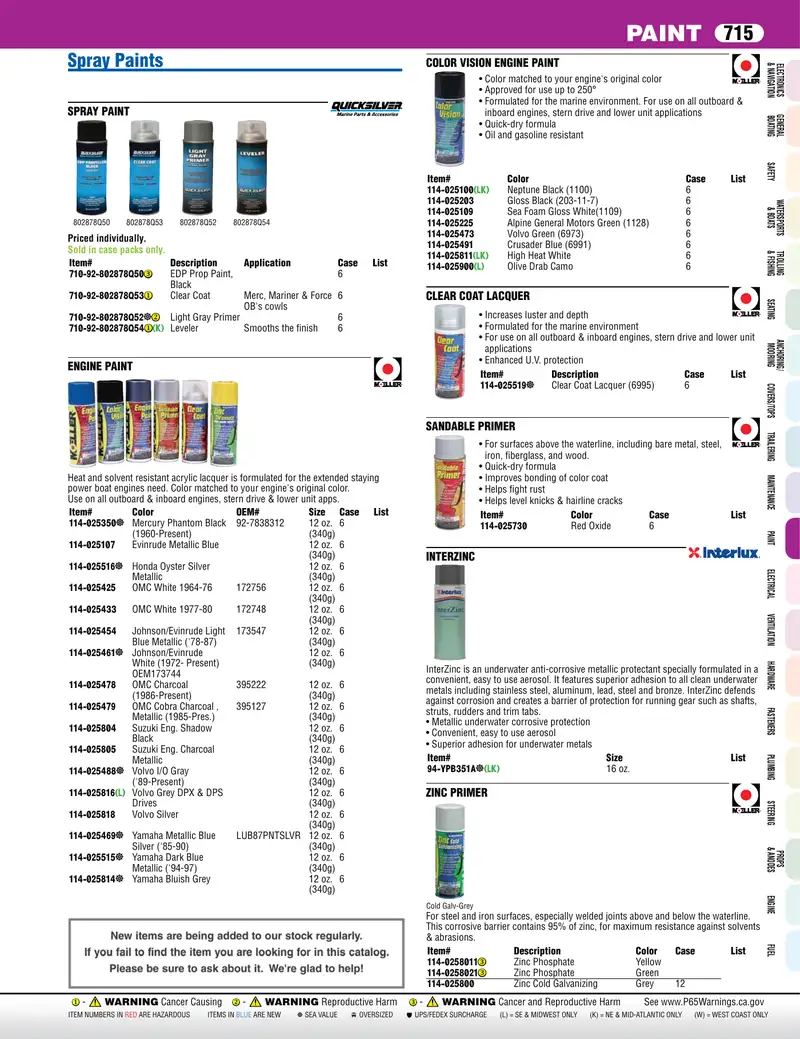 PAINT 715
Spray Paints
SPRAY PAINT
QUICKSILVER
Marine Parts & Accessories
802878Q50 802878Q53 802878Q52 802878Q54
Priced individually.
Sold in case packs only.
Item# Description Application Case List
710-92-802878Q50③ EDP Prop Paint, 6
Black
710-92-802878Q53① Clear Coat Merc, Mariner & Force 6
OB's cowls
710-92-802878Q52☸② Light Gray Primer 6
710-92-802878Q54①(K) Leveler Smooths the finish 6
ENGINE PAINT
MOELLER
Heat and solvent resistant acrylic lacquer is formulated for the extended staying
power boat engines need. Color matched to your engine's original color.
Use on all outboard & inboard engines, stern drive & lower unit apps.
Item# Color OEM# Size Case List
114-025350☸ Mercury Phantom Black 92-7838312 12 oz. 6
(1960-Present) (340g)
114-025107 Evinrude Metallic Blue 12 oz. 6
(340g)
114-025516☸ Honda Oyster Silver 12 oz. 6
Metallic (340g)
114-025425 OMC White 1964-76 172756 12 oz. 6
(340g)
114-025433 OMC White 1977-80 172748 12 oz. 6
(340g)
114-025454 Johnson/Evinrude Light 173547 12 oz. 6
Blue Metallic ('78-87) (340g)
114-025461☸ Johnson/Evinrude 12 oz. 6
White (1972- Present) (340g)
OEM173744
114-025478 OMC Charcoal 395222 12 oz. 6
(1986-Present) (340g)
114-025479 OMC Cobra Charcoal , 395127 12 oz. 6
Metallic (1985-Pres.) (340g)
114-025804 Suzuki Eng. Shadow 12 oz. 6
Black (340g)
114-025805 Suzuki Eng. Charcoal 12 oz. 6
Metallic (340g)
114-025488☸ Volvo I/O Gray 12 oz. 6
('89-Present) (340g)
114-025816(L) Volvo Grey DPX & DPS 12 oz. 6
Drives (340g)
114-025818 Volvo Silver 12 oz. 6
(340g)
114-025469☸ Yamaha Metallic Blue LUB87PNTSLVR 12 oz. 6
Silver ('85-90) (340g)
114-025515☸ Yamaha Dark Blue 12 oz. 6
Metallic ('94-97) (340g)
114-025814☸ Yamaha Bluish Grey 12 oz. 6
(340g)
New items are being added to our stock regularly.
If you fail to find the item you are looking for in this catalog.
Please be sure to ask about it. We're glad to help!
COLOR VISION ENGINE PAINT
MOELLER
• Color matched to your engine's original color
• Approved for use up to 250°
• Formulated for the marine environment. For use on all outboard &
inboard engines, stern drive and lower unit applications
• Quick-dry formula
• Oil and gasoline resistant
Item# Color Case List
114-025100(LK) Neptune Black (1100) 6
114-025203 Gloss Black (203-11-7) 6
114-025109 Sea Foam Gloss White(1109) 6
114-025225 Alpine General Motors Green (1128) 6
114-025473 Volvo Green (6973) 6
114-025491 Crusader Blue (6991) 6
114-025811(LK) High Heat White 6
114-025900(L) Olive Drab Camo 6
CLEAR COAT LACQUER
MOELLER
• Increases luster and depth
• Formulated for the marine environment
• For use on all outboard & inboard engines, stern drive and lower unit
applications
• Enhanced U.V. protection
Item# Description Case List
114-025519☸ Clear Coat Lacquer (6995) 6
SANDABLE PRIMER
MOELLER
• For surfaces above the waterline, including bare metal, steel,
iron, fiberglass, and wood.
• Quick-dry formula
• Improves bonding of color coat
• Helps fight rust
• Helps level knicks & hairline cracks
Item# Color Case List
114-025730 Red Oxide 6
INTERZINC
Interlux.
InterZinc is an underwater anti-corrosive metallic protectant specially formulated in a
convenient, easy to use aerosol. It features superior adhesion to all clean underwater
metals including stainless steel, aluminum, lead, steel and bronze. InterZinc defends
against corrosion and creates a barrier of protection for running gear such as shafts,
struts, rudders and trim tabs.
• Metallic underwater corrosive protection
• Convenient, easy to use aerosol
• Superior adhesion for underwater metals
Item# Size List
94-YPB351A☸(LK) 16 oz.
ZINC PRIMER
MOELLER
Cold Galv-Grey
For steel and iron surfaces, especially welded joints above and below the waterline.
This corrosive barrier contains 95% of zinc, for maximum resistance against solvents
& abrasions.
Item# Description Color Case List
114-0258011③ Zinc Phosphate Yellow
114-0258021③ Zinc Phosphate Green
114-025800 Zinc Cold Galvanizing Grey 12
ELECTRONICS
& NAVIGATION
GENERAL
BOATING
SAFETY
WATERSPORTS
& BOATS
TROLLING
& FISHING
SEATING
ANCHORING/
MOORING
COVERS/TOPS
TRAILERING
MAINTENANCE
PAINT
ELECTRICAL
VENTILATION
HARDWARE
FASTENERS
PLUMBING
STEERING
PROPS
& ANODES
ENGINE
FUEL
① - ⚠ WARNING Cancer Causing ② - ⚠ WARNING Reproductive Harm ③ - ⚠ WARNING Cancer and Reproductive Harm See www.P65Warnings.ca.gov
ITEM NUMBERS IN RED ARE HAZARDOUS ITEMS IN BLUE ARE NEW ☸ SEA VALUE OVERSIZED UPS/FEDEX SURCHARGE (L) = SE & MIDWEST ONLY (K) = NE & MID-ATLANTIC ONLY (W) = WEST COAST ONLY